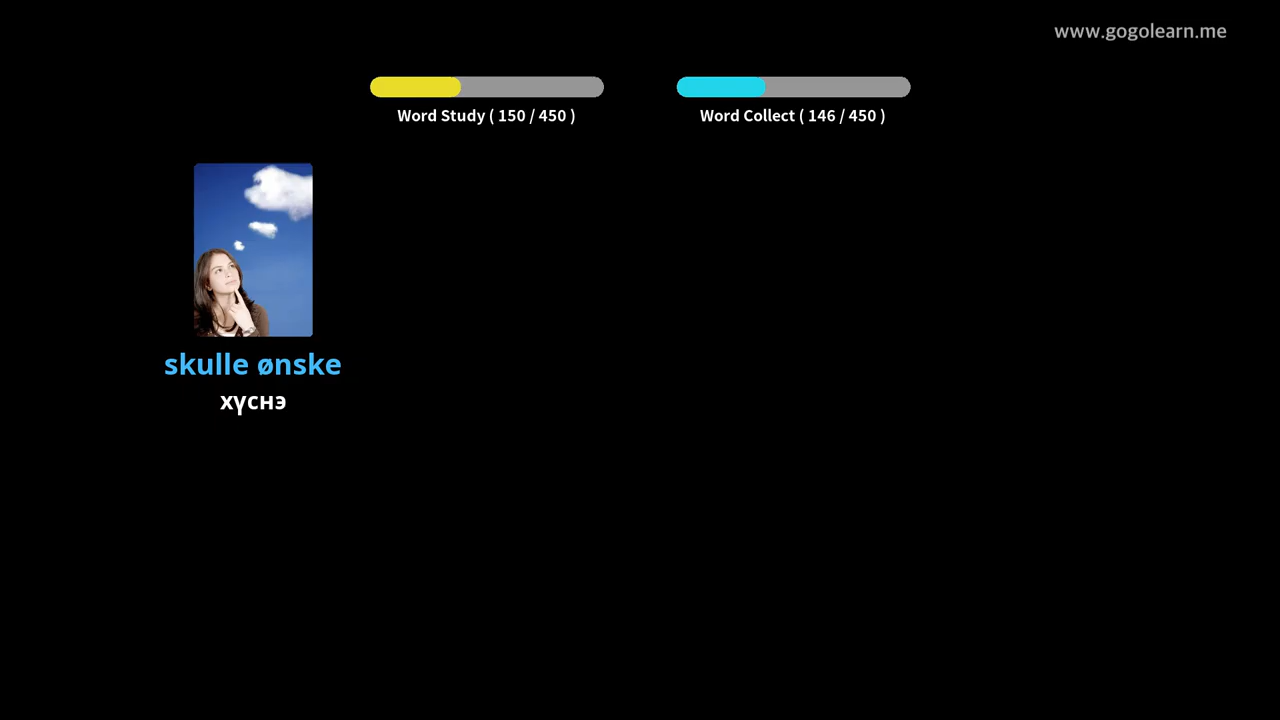 www.gogolearn.me
Word Study ( 150 / 450 )
Word Collect ( 146 / 450 )
skulle ønske
хүснэ